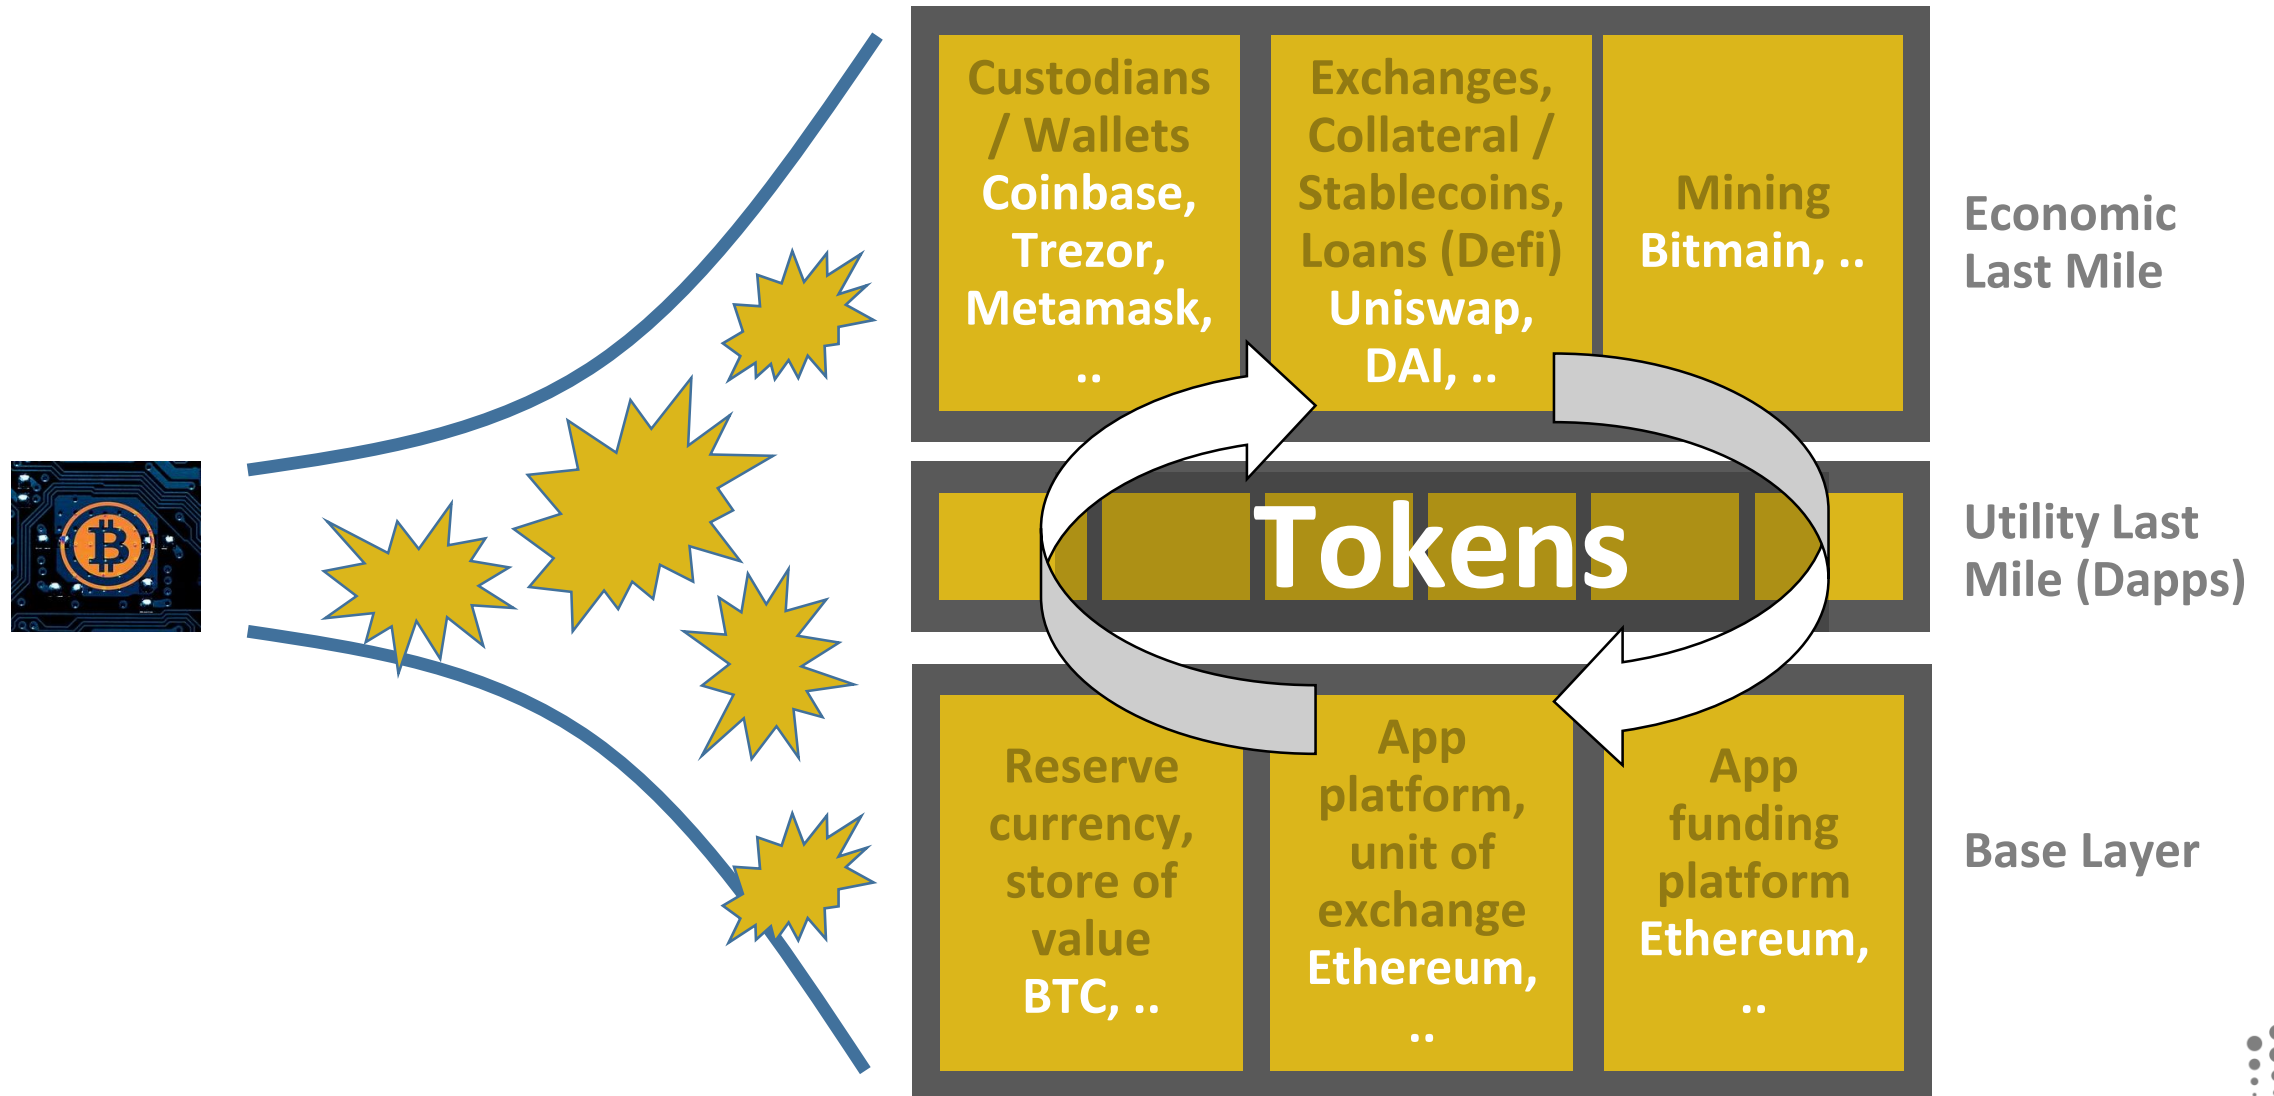 Custodians
/ Wallets
Coinbase,
Trezor,
Metamask,
..
Exchanges,
Collateral /
Stablecoins,
Loans (Defi)
Uniswap,
DAI, ..
Mining
Bitmain, ..
Economic
Last Mile
Tokens
Utility Last
Mile (Dapps)
Reserve
currency,
store of
value
BTC, ..
App
platform,
unit of
exchange
Ethereum,
..
App
funding
platform
Ethereum,
..
Base Layer